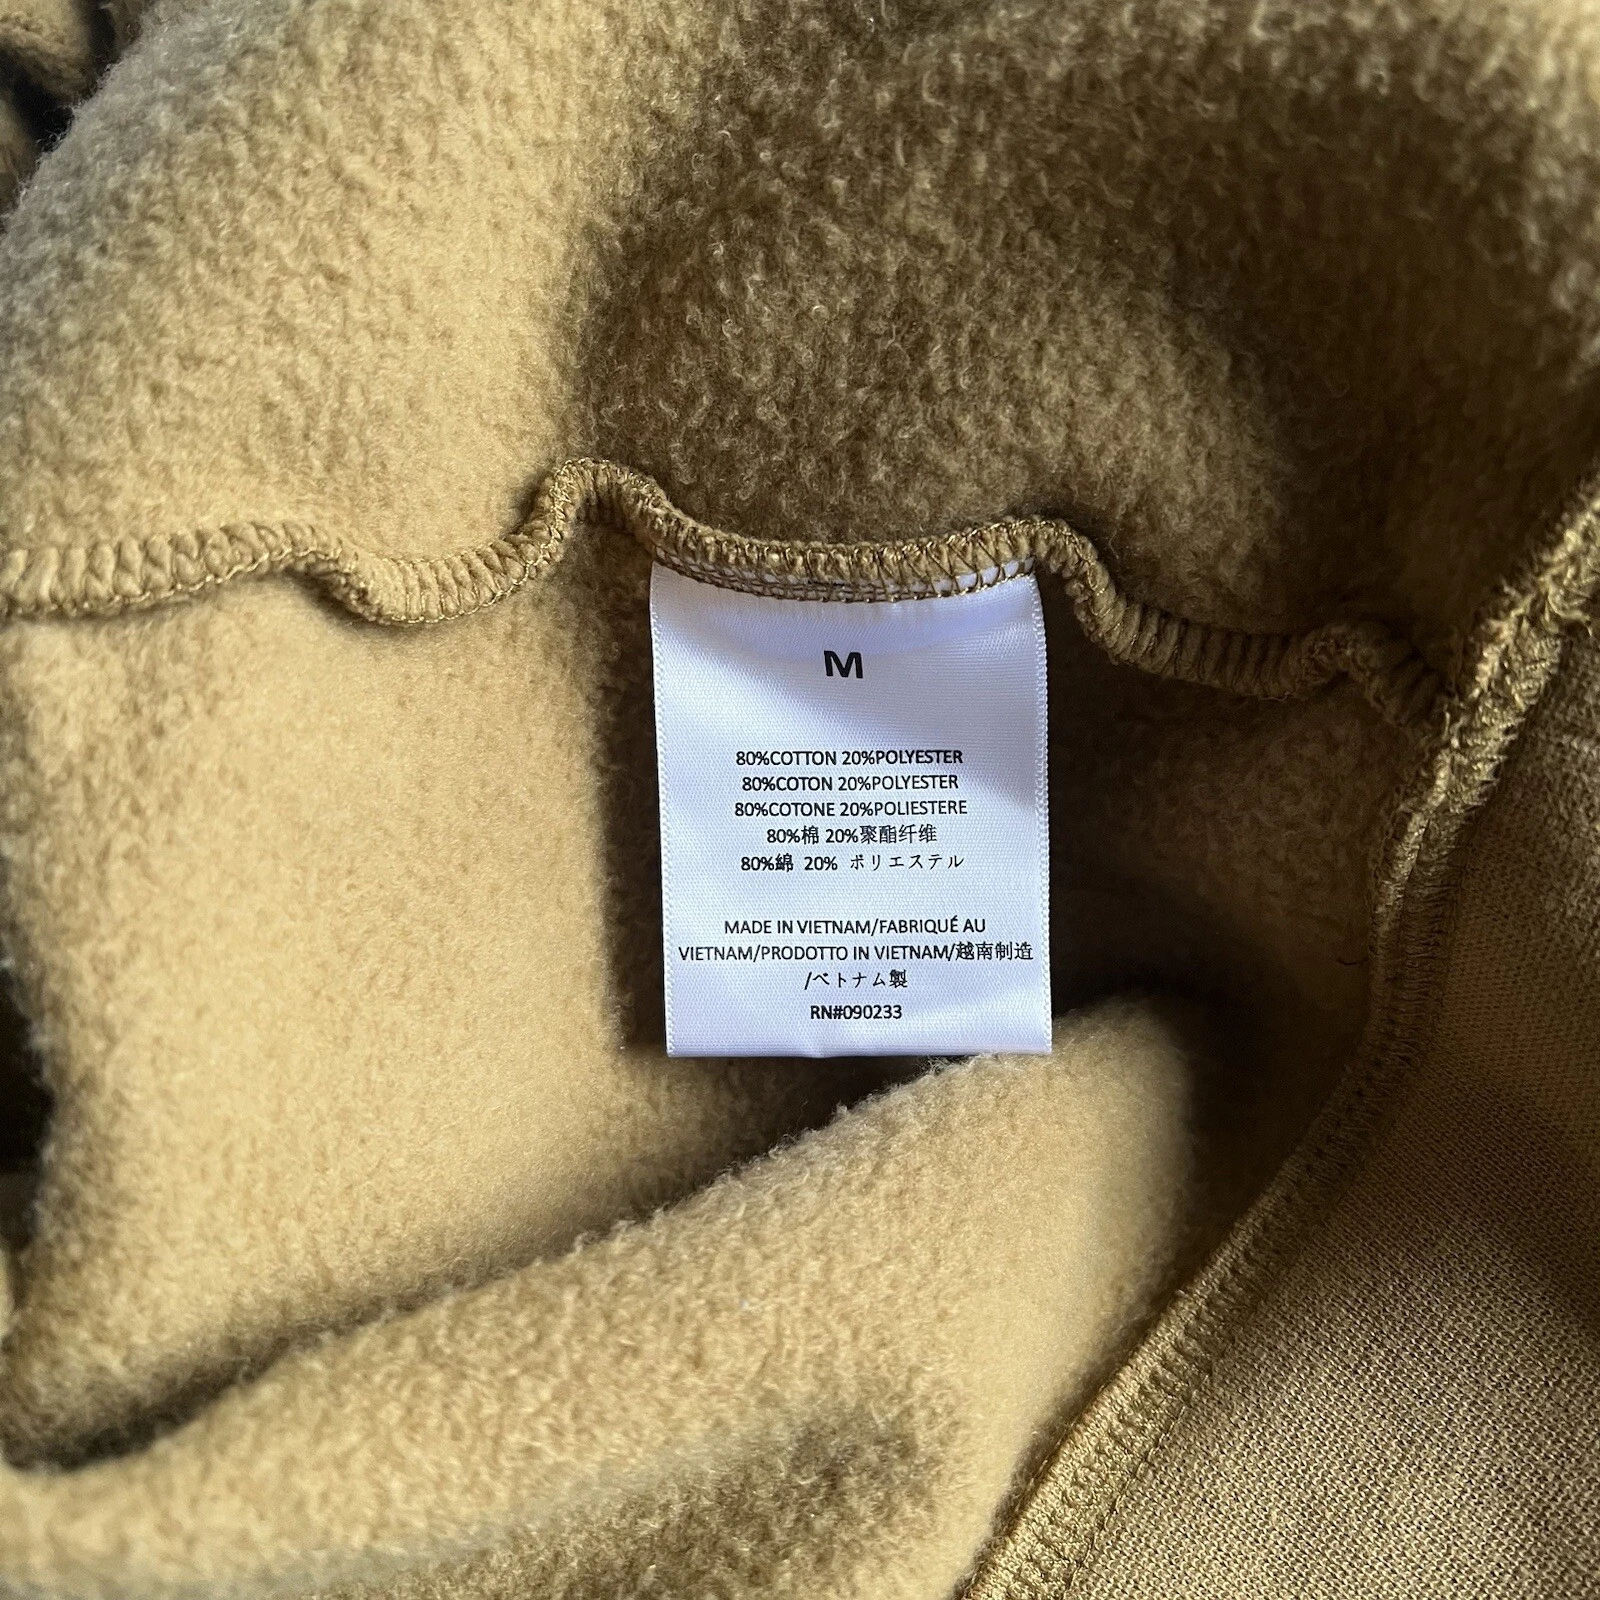 M
80%COTTON 20%POLYESTER
80%COTON 20%POLYESTER
80%COTONE 20%POLIESTERE
80%棉 20%聚酯纤维
80%綿 20% ポリエステル
MADE IN VIETNAM/FABRIQUÉ AU
VIETNAM/PRODOTTO IN VIETNAM/越南制造
/ベトナム製
RN#090233